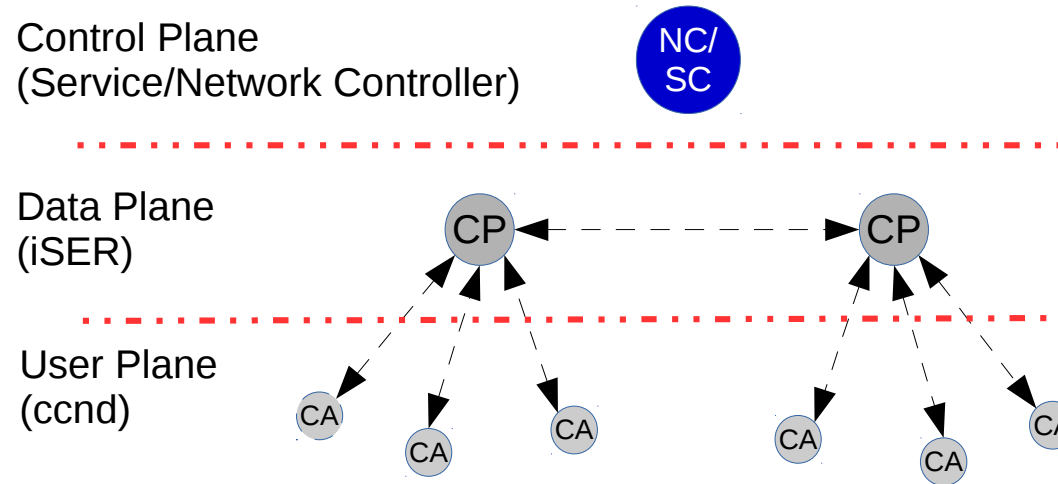 Control Plane
(Service/Network Controller)
NC/
SC
Data Plane
(iSER)
CP
CP
User Plane
(ccnd)
CA
CA
CA
CA
CA
CA